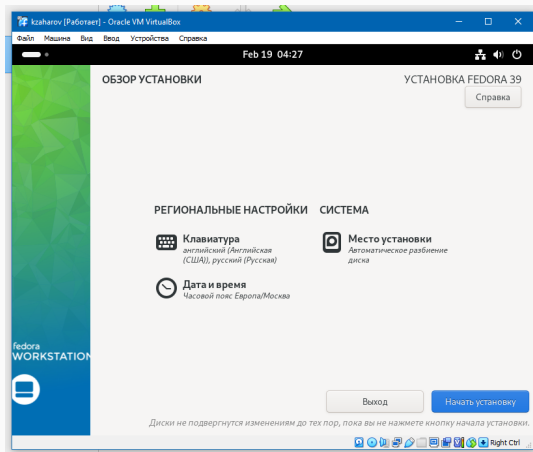 kzaharov [Работает] - Oracle VM VirtualBox
Файл Машина Вид Ввод Устройства Справка
Feb 19 04:27
ОБЗОР УСТАНОВКИ
УСТАНОВКА FEDORA 39
Справка
РЕГИОНАЛЬНЫЕ НАСТРОЙКИ
Клавиатура
английский (Английская
(США)), русский (Русская)
Дата и время
Часовой пояс Европа/Москва
СИСТЕМА
Место установки
Автоматическое разбиение
диска
fedora
WORKSTATION
Выход
Начать установку
Диски не подвергнутся изменениям до тех пор, пока вы не нажмете кнопку начала установки.
Right Ctrl